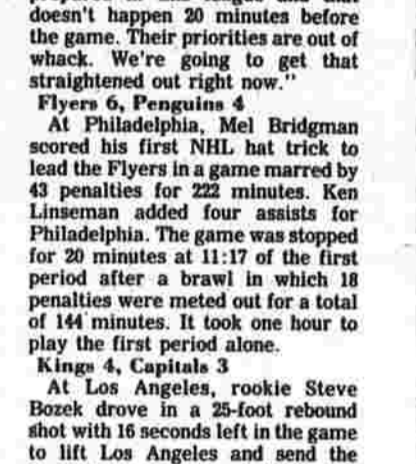 doesn't happen 20 minutes before
the game. Their priorities are out of
whack. We're going to get that
straightened out right now."
Flyers 6, Penguins 4
At Philadelphia, Mel Bridgman
scored his first NHL hat trick to
lead the Flyers in a game marred by
43 penalties for 222 minutes. Ken
Linseman added four assists for
Philadelphia. The game was stopped
for 20 minutes at 11:17 of the first
period after a brawl in which 18
penalties were meted out for a total
of 144 minutes. It took one hour to
play the first period alone.
Kings 4, Capitals 3
At Los Angeles, rookie Steve
Bozek drove in a 25-foot rebound
shot with 16 seconds left in the game
to lift Los Angeles and send the